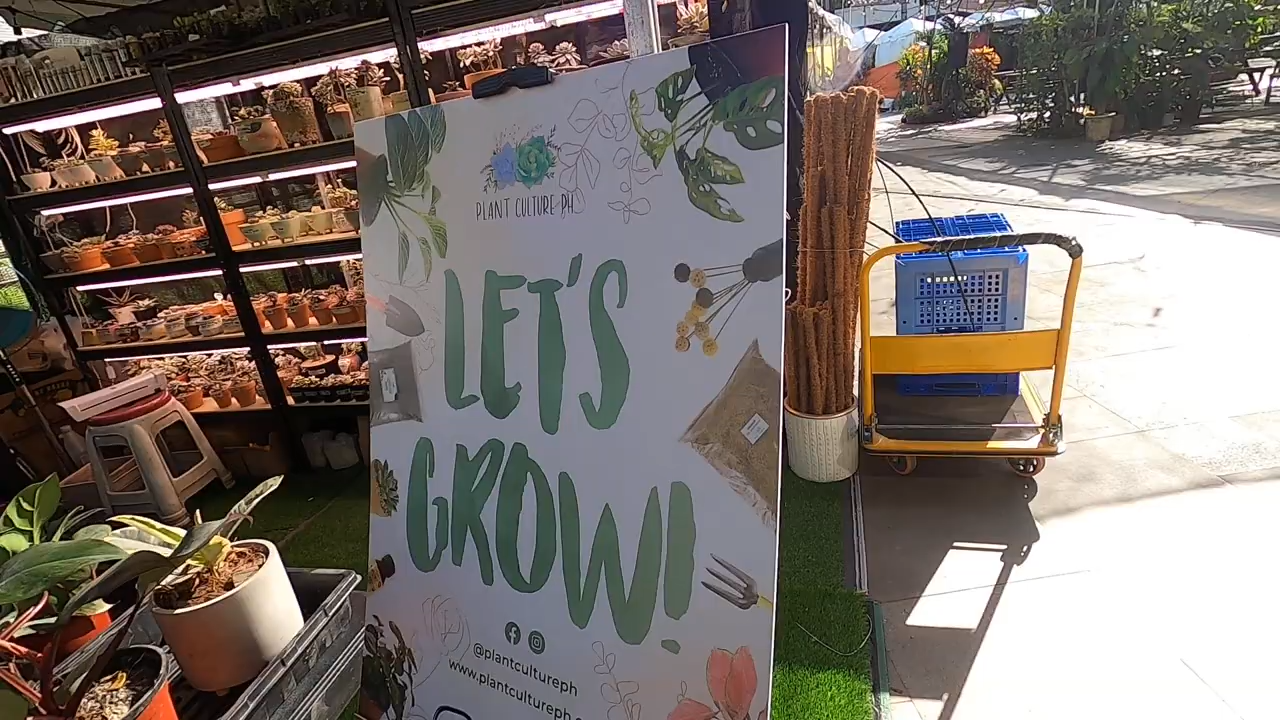 PLANT CULTURE PH
LET'S
GROW!
@plantcultureph
www.plantcultureph.